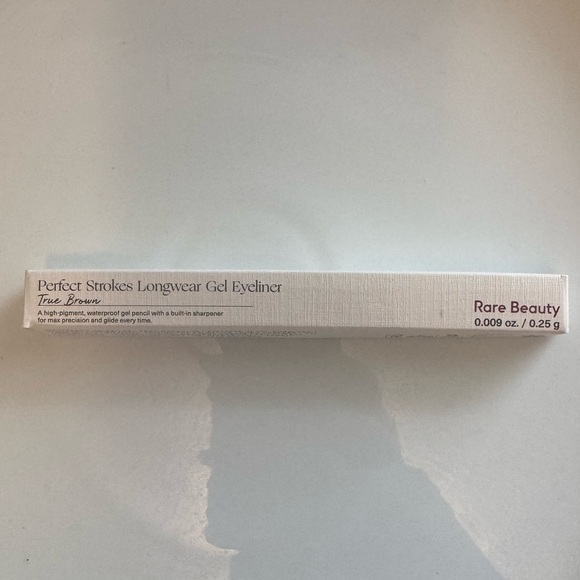 Perfect Strokes Longwear Gel Eyeliner
True Brown
A high-pigment, waterproof gel pencil with a built-in sharpener
for max precision and glide every time.
Rare Beauty
0.009 oz. / 0.25 g